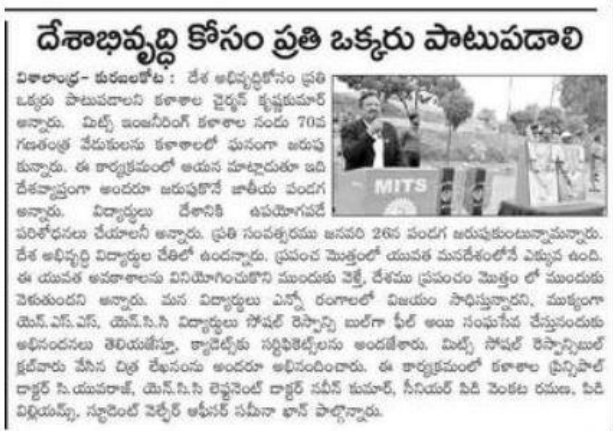 దేశాభివృద్ధి కోసం ప్రతి ఒక్కరు పాటుపడాలి
విశాలాంధ్ర- కురబలకోట : దేశ అభివృద్ధికోసం ప్రతి
ఒక్కరు పాటుపడాలని కళాశాల చైర్మన్ కృష్ణకుమార్
అన్నారు. మిట్స్ ఇంజనీరింగ్ కళాశాల నందు 70వ
గణతంత్ర వేడుకలను కళాశాలలో ఘనంగా జరుపు
కున్నారు. ఈ కార్యక్రమంలో ఆయన మాట్లాడుతూ ఇది
దేశవ్యాప్తంగా అందరూ జరుపుకొనే జాతీయ పండగ
అన్నారు. విద్యార్థులు దేశానికి ఉపయోగపడే
MITS
పరిశోధనలు చేయాలనీ అన్నారు. ప్రతి సంవత్సరము జనవరి 26న పండగ జరుపుకుంటున్నామన్నారు.
దేశ అభివృద్ధి విద్యార్థుల చేతిలో ఉందన్నారు. ప్రపంచ మొత్తంలో యువత మనదేశంలోనే ఎక్కువ ఉంది.
ఈ యువత అవకాశాలను వినియోగించుకొని ముందుకు వెళ్తే, దేశము ప్రపంచం మొత్తం లో ముందుకు
వెళుతుందని అన్నారు. మన విద్యార్థులు ఎన్నో రంగాలలో విజయం సాధిస్తున్నారని, ముక్యంగా
యెన్.ఎస్.ఎస్, యెన్.సి.సి విద్యార్థులు సోషల్ రెస్పాన్సి బుల్‌గా ఫీల్ అయి సంఘసేవ చేస్తునందుకు
అభినందనలు తెలియజేస్తూ, క్యాడెట్స్‌కు సర్టిఫికెట్స్‌లను అందజేశారు. మిట్స్ సోషల్ రెస్పాన్సిబుల్
క్లబ్‌వారు వేసిన చిత్ర లేఖనంను అందరూ అభినందించారు. ఈ కార్యక్రమంలో కళాశాల ప్రిన్సిపాల్
డాక్టర్ సి.యువరాజ్, యెన్.సి.సి లెఫ్టనెంట్ డాక్టర్ నవీన్ కుమార్, సీనియర్ పిడి వెంకట రమణ, పిడి
విల్లియమ్స్, స్టూడెంట్ వెల్ఫేర్ ఆఫీసర్ సమీనా ఖాన్ పాల్గొన్నారు.